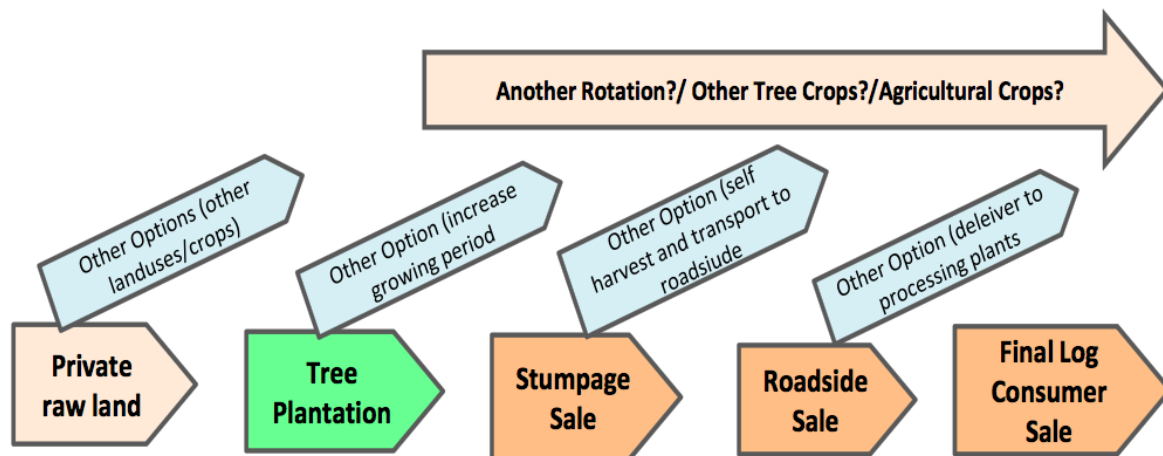 Another Rotation?/ Other Tree Crops?/Agricultural Crops?
Other Options (other
landuses/crops)
Other Option (increase
growing period
Other Option (self
harvest and transport to
roadsiude
Other Option (deleiver to
processing plants
Private
raw land
Tree
Plantation
Stumpage
Sale
Roadside
Sale
Final Log
Consumer
Sale